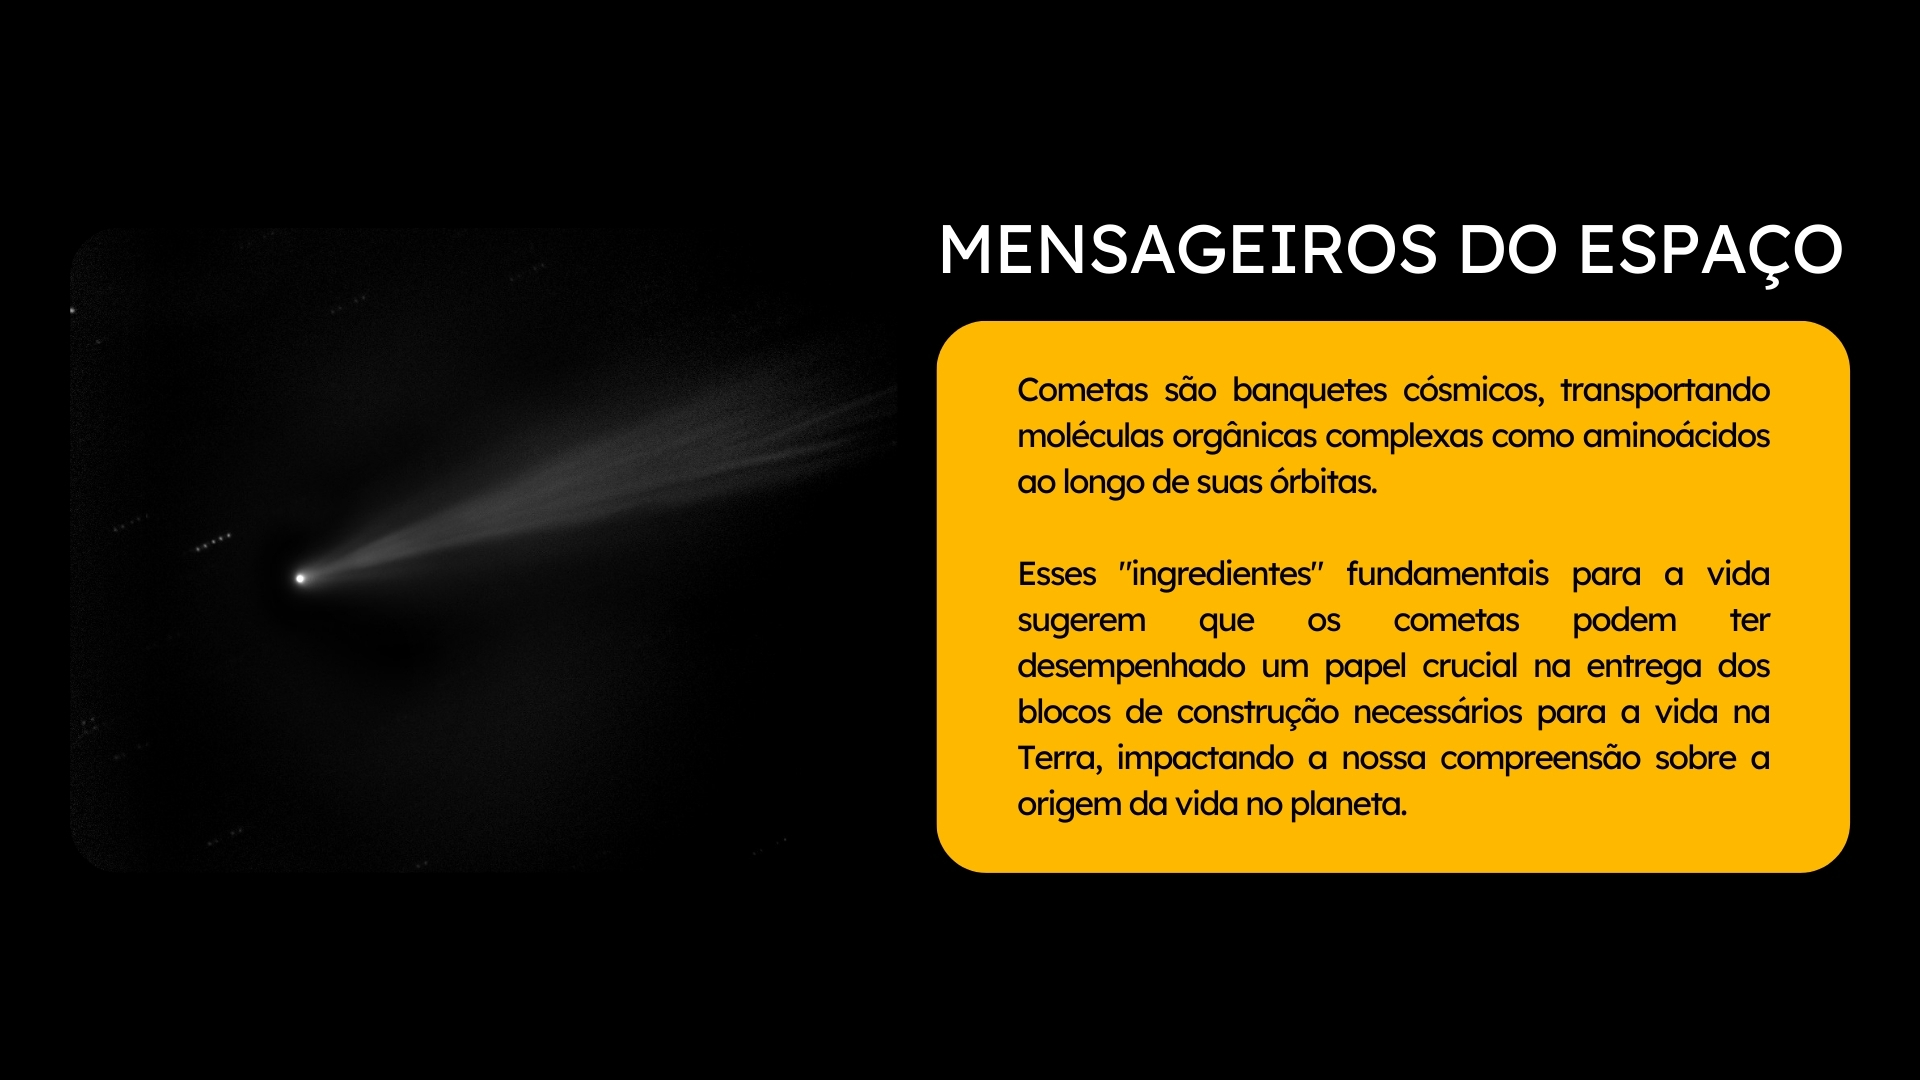 MENSAGEIROS DO ESPAÇO
Cometas são banquetes cósmicos, transportando
moléculas orgânicas complexas como aminoácidos
ao longo de suas órbitas.
Esses "ingredientes" fundamentais para a vida
sugerem que os cometas podem ter
desempenhado um papel crucial na entrega dos
blocos de construção necessários para a vida na
Terra, impactando a nossa compreensão sobre a
origem da vida no planeta.